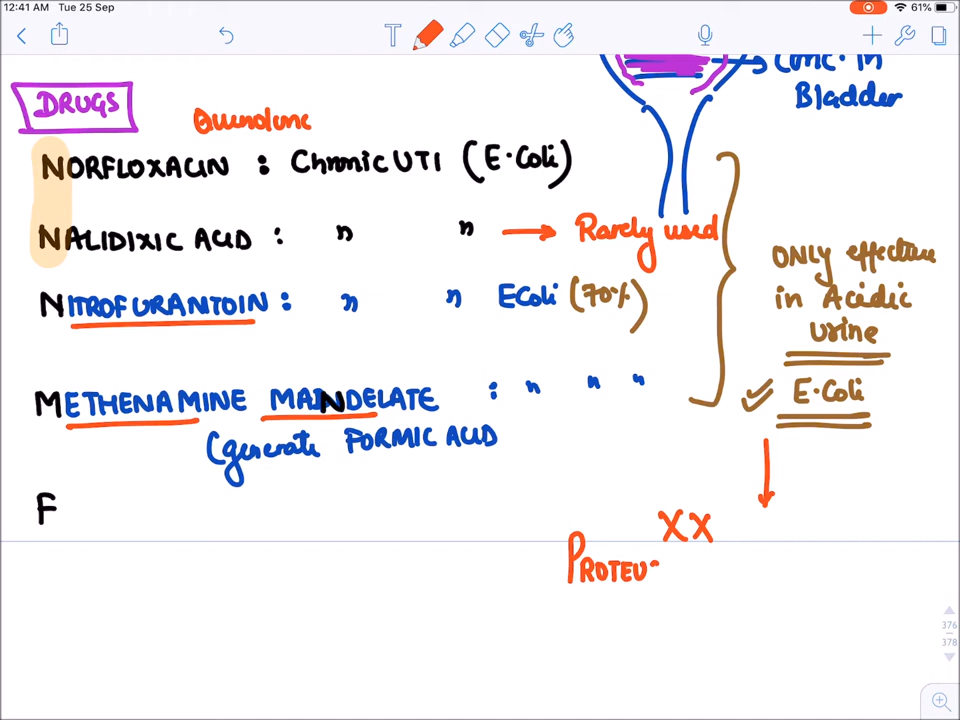 12:41 AM Tue 25 Sep
61%
T
Conc. in
Bladder
DRUGS
NORFLOXACIN : Chronic UTI (E.Coli)
NALIDIXIC ACID : " " → Rarely used
NITROFURANTOIN : " " EColi (70%)
ONLY effective
in Acidic
urine
METHENAMINE MANDELATE : " " "
✓ E.Coli
(generate FORMIC ACID
F
XX
PROTEU
376
378